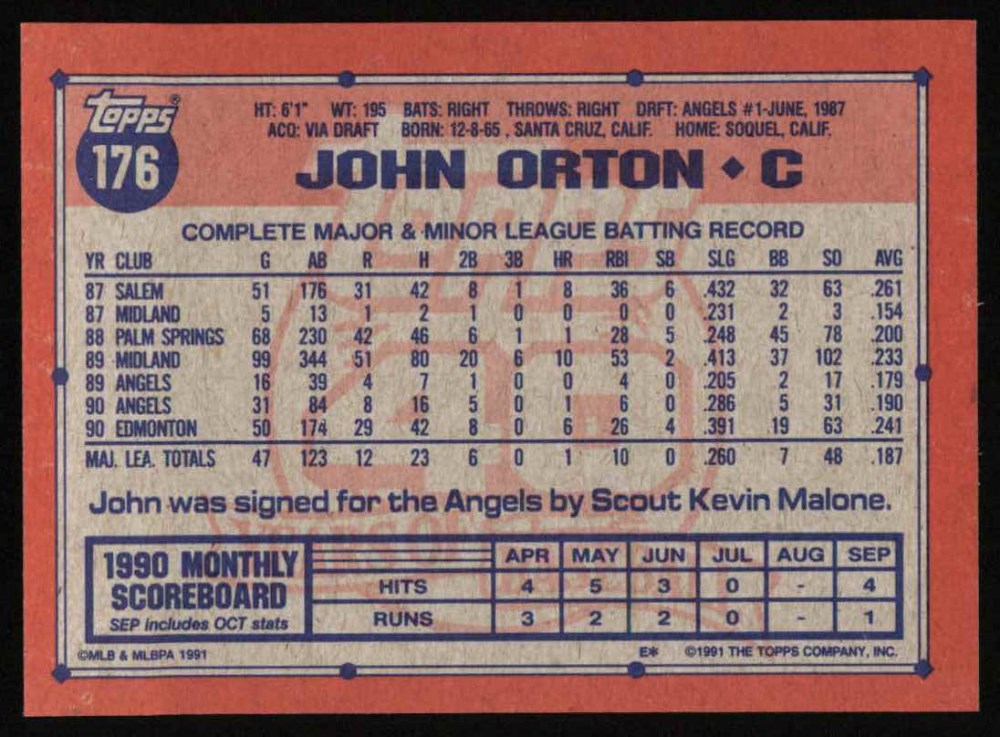 topps®
176
HT: 6'1" WT: 195 BATS: RIGHT THROWS: RIGHT DRFT: ANGELS #1-JUNE, 1987
ACQ: VIA DRAFT BORN: 12-8-65 , SANTA CRUZ, CALIF. HOME: SOQUEL, CALIF.
JOHN ORTON ♦ C
COMPLETE MAJOR & MINOR LEAGUE BATTING RECORD
YR CLUB G AB R H 2B 3B HR RBI SB SLG BB SO AVG
87 SALEM 51 176 31 42 8 1 8 36 6 .432 32 63 .261
87 MIDLAND 5 13 1 2 1 0 0 0 0 .231 2 3 .154
88 PALM SPRINGS 68 230 42 46 6 1 1 28 5 .248 45 78 .200
89 MIDLAND 99 344 51 80 20 6 10 53 2 .413 37 102 .233
89 ANGELS 16 39 4 7 1 0 0 4 0 .205 2 17 .179
90 ANGELS 31 84 8 16 5 0 1 6 0 .286 5 31 .190
90 EDMONTON 50 174 29 42 8 0 6 26 4 .391 19 63 .241
MAJ. LEA. TOTALS 47 123 12 23 6 0 1 10 0 .260 7 48 .187
John was signed for the Angels by Scout Kevin Malone.
1990 MONTHLY
SCOREBOARD
SEP includes OCT stats
APR MAY JUN JUL AUG SEP
HITS 4 5 3 0 - 4
RUNS 3 2 2 0 - 1
©MLB & MLBPA 1991 E* ©1991 THE TOPPS COMPANY, INC.